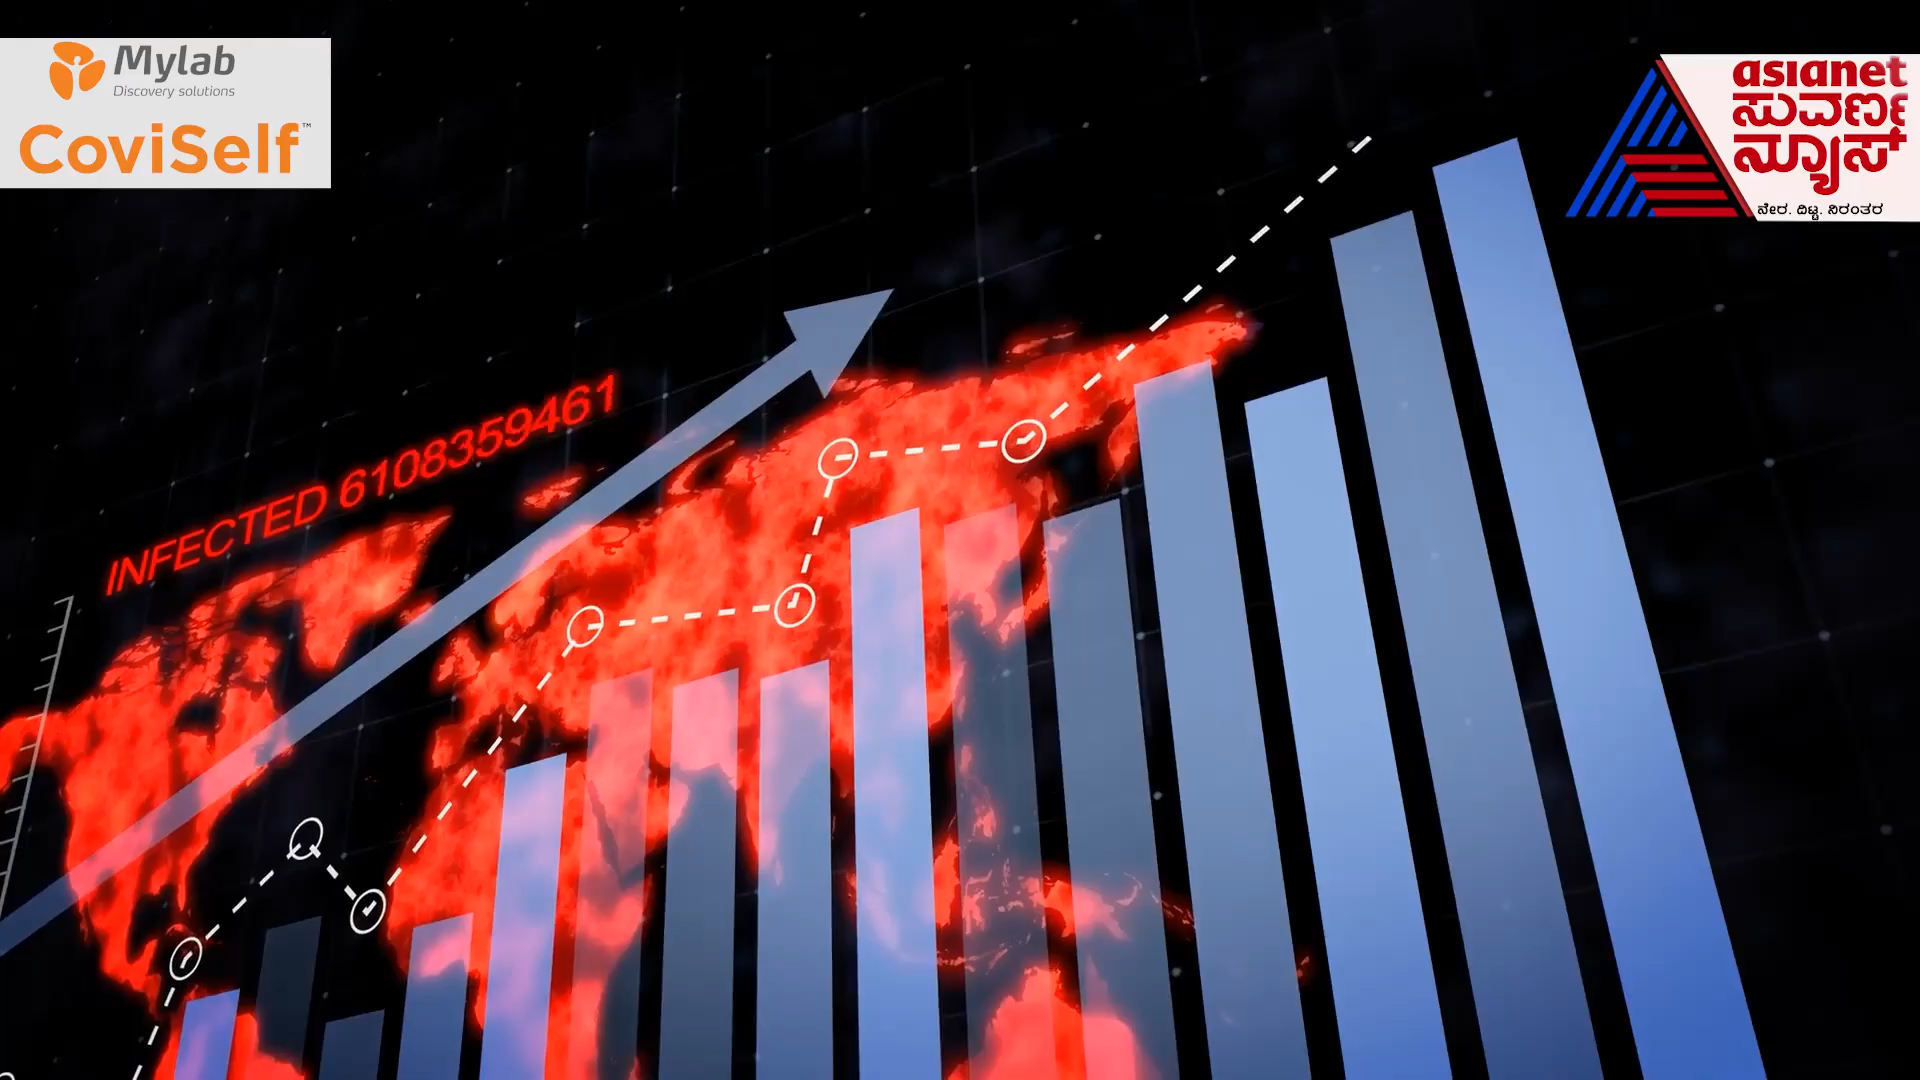 Mylab
Discovery solutions
CoviSelf™
asianet
ಸುವರ್ಣ
ನ್ಯೂಸ್
ನೇರ. ದಿಟ್ಟ. ನಿರಂತರ
INFECTED 6108359461